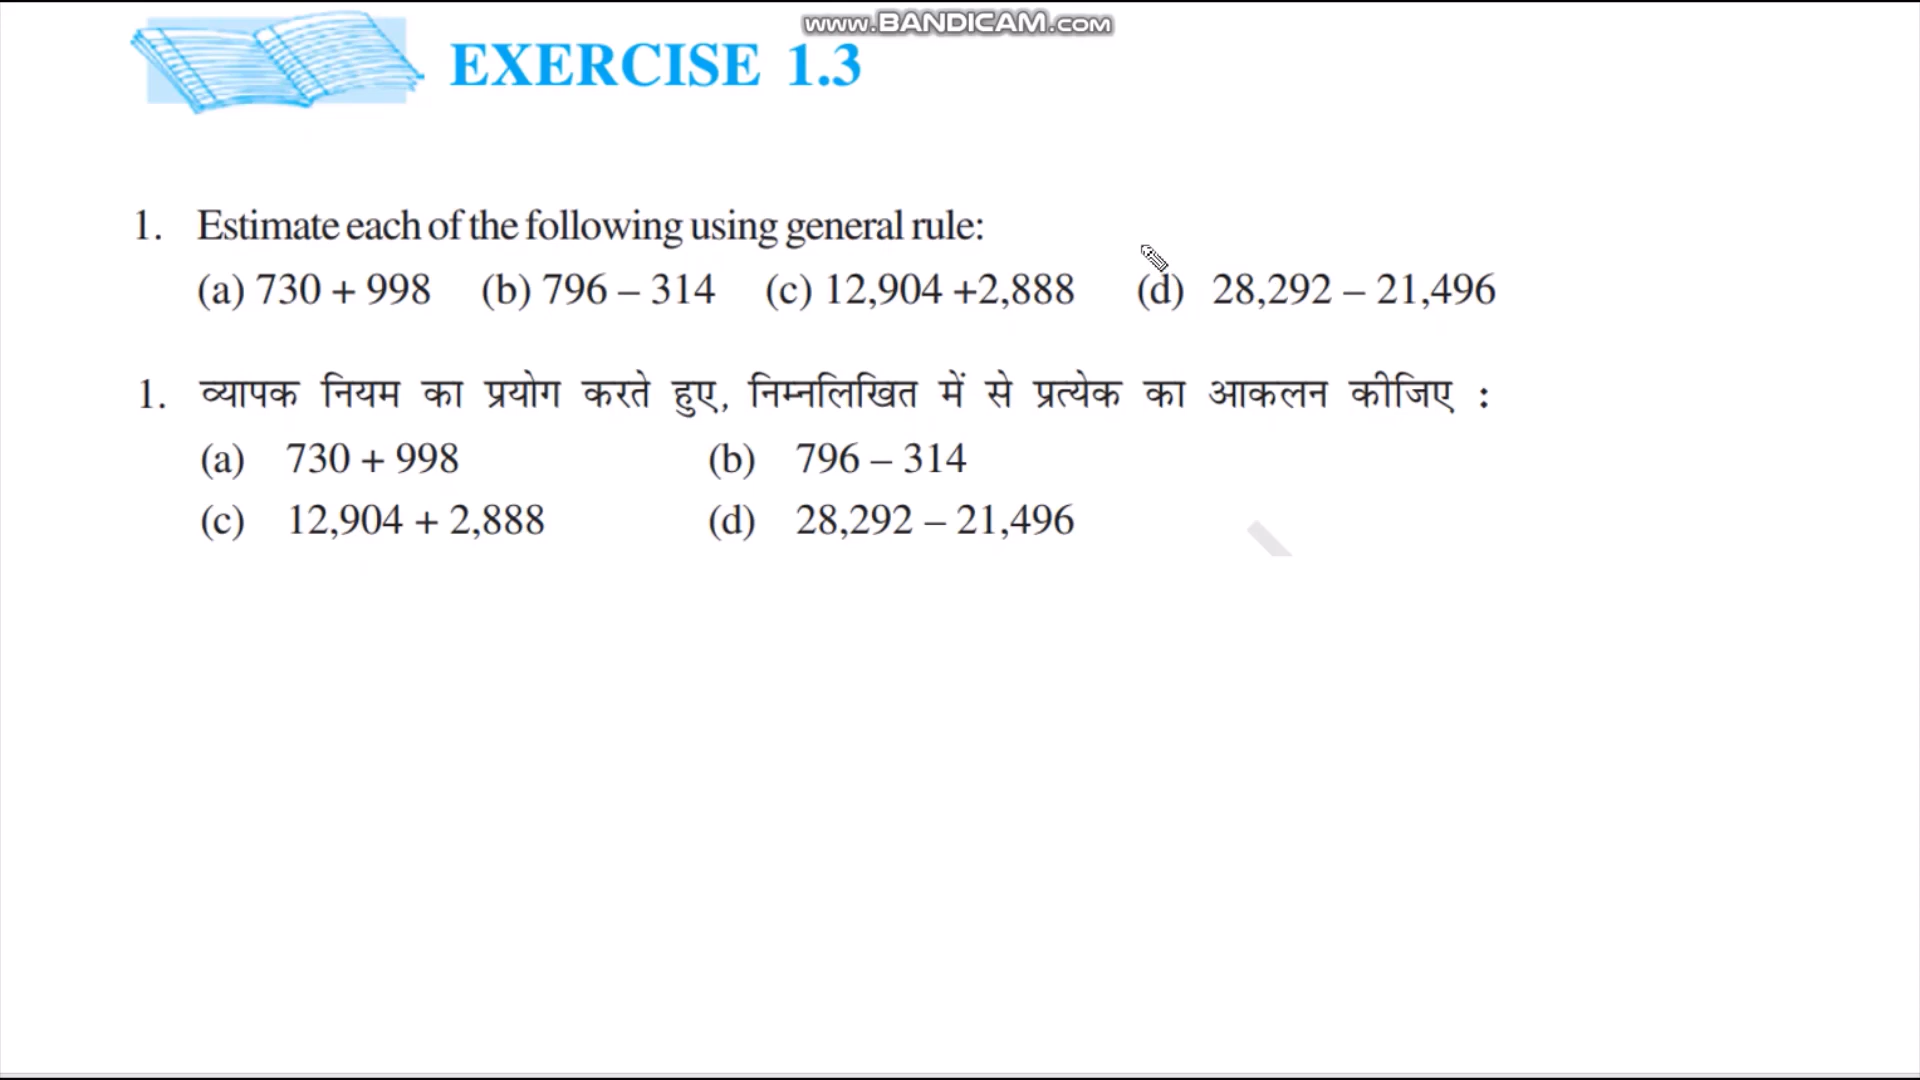 www.BANDICAM.com
EXERCISE 1.3
1. Estimate each of the following using general rule:
(a) 730 + 998 (b) 796 – 314 (c) 12,904 +2,888 (d) 28,292 – 21,496
1. व्यापक नियम का प्रयोग करते हुए, निम्नलिखित में से प्रत्येक का आकलन कीजिए :
(a) 730 + 998 (b) 796 – 314
(c) 12,904 + 2,888 (d) 28,292 – 21,496